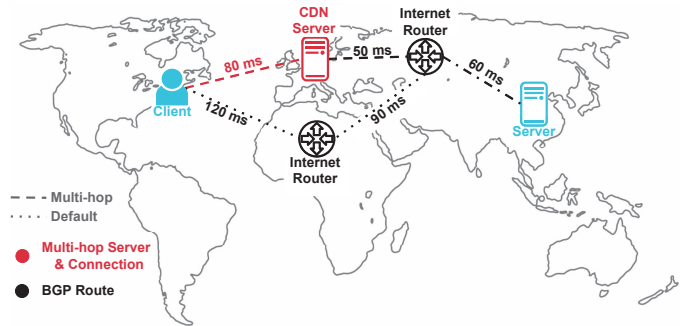 CDN
Server
Internet
Router
80 ms
50 ms
60 ms
Client
120 ms
90 ms
Server
Internet
Router
Multi-hop
Default
Multi-hop Server
& Connection
BGP Route